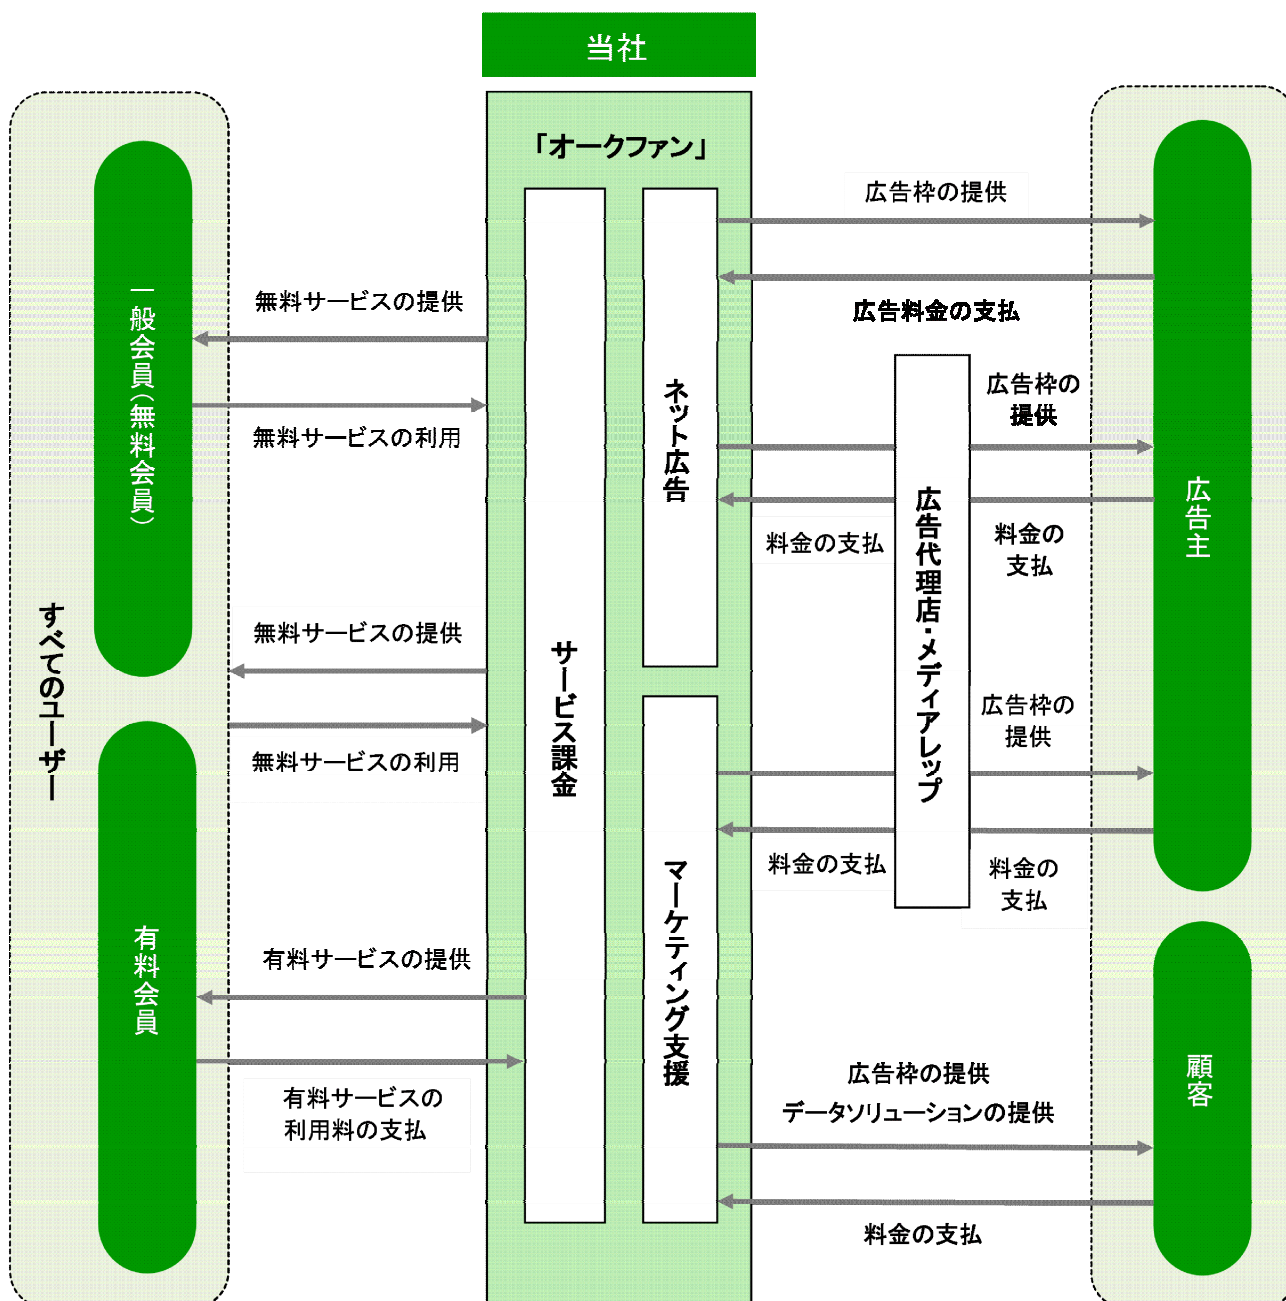 当社
「オークファン」
すべてのユーザー
一般会員(無料会員)
有料会員
無料サービスの提供
無料サービスの利用
無料サービスの提供
無料サービスの利用
有料サービスの提供
有料サービスの
利用料の支払
サービス課金
ネット広告
マーケティング支援
広告枠の提供
広告料金の支払
広告枠の
提供
料金の支払
料金の
支払
広告代理店・メディアレップ
広告枠の
提供
料金の支払
料金の
支払
広告枠の提供
データソリューションの提供
料金の支払
広告主
顧客